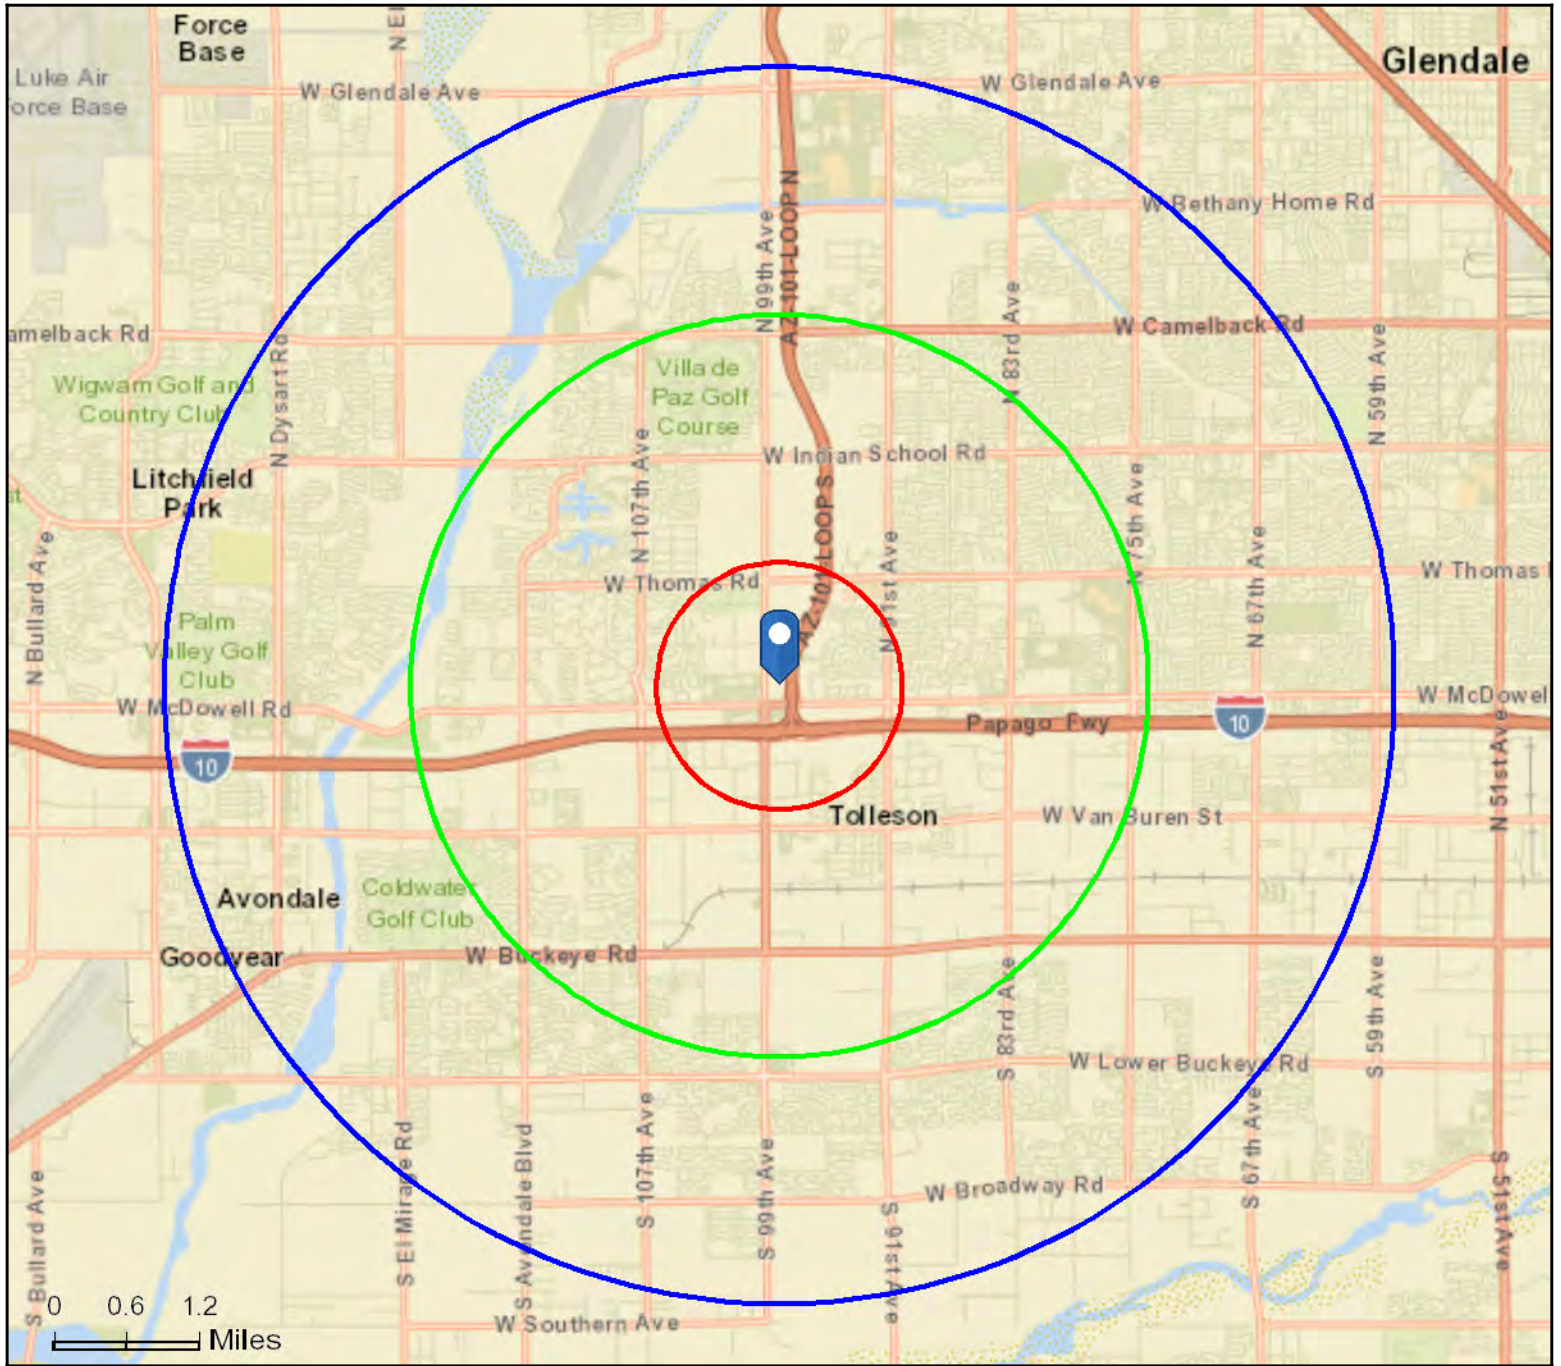 Force
Base
N El
Luke Air
orce Base
W Glendale Ave
W Glendale Ave
Glendale
AZ-101-LOOP N
N 99th Ave
W Bethany Home Rd
N 83rd Ave
amelback Rd
W Camelback Rd
N Dysart Rd
N 59th Ave
Wigwam Golf and
Country Club
Villa de
Paz Golf
Course
N 107th Ave
W Indian School Rd
Litchfield
Park
st
AZ-101-LOOP S
N 75th Ave
N Bullard Ave
N 91st Ave
N 67th Ave
W Thomas Rd
W Thomas
AZ-101-LOOP S
Palm
Valley Golf
Club
W McDowell Rd
W McDowel
Papago Fwy
10
10
N 51st Ave
Tolleson
W Van Buren St
Avondale
Coldwater
Golf Club
Goodyear
W Buckeye Rd
S 83rd Ave
S 59th Ave
W Lower Buckeye Rd
S El Mirage Rd
S Avondale Blvd
S 107th Ave
S 99th Ave
S 67th Ave
W Broadway Rd
S Bullard Ave
S 91st Ave
S 51st Ave
0 0.6 1.2
Miles
W Southern Ave